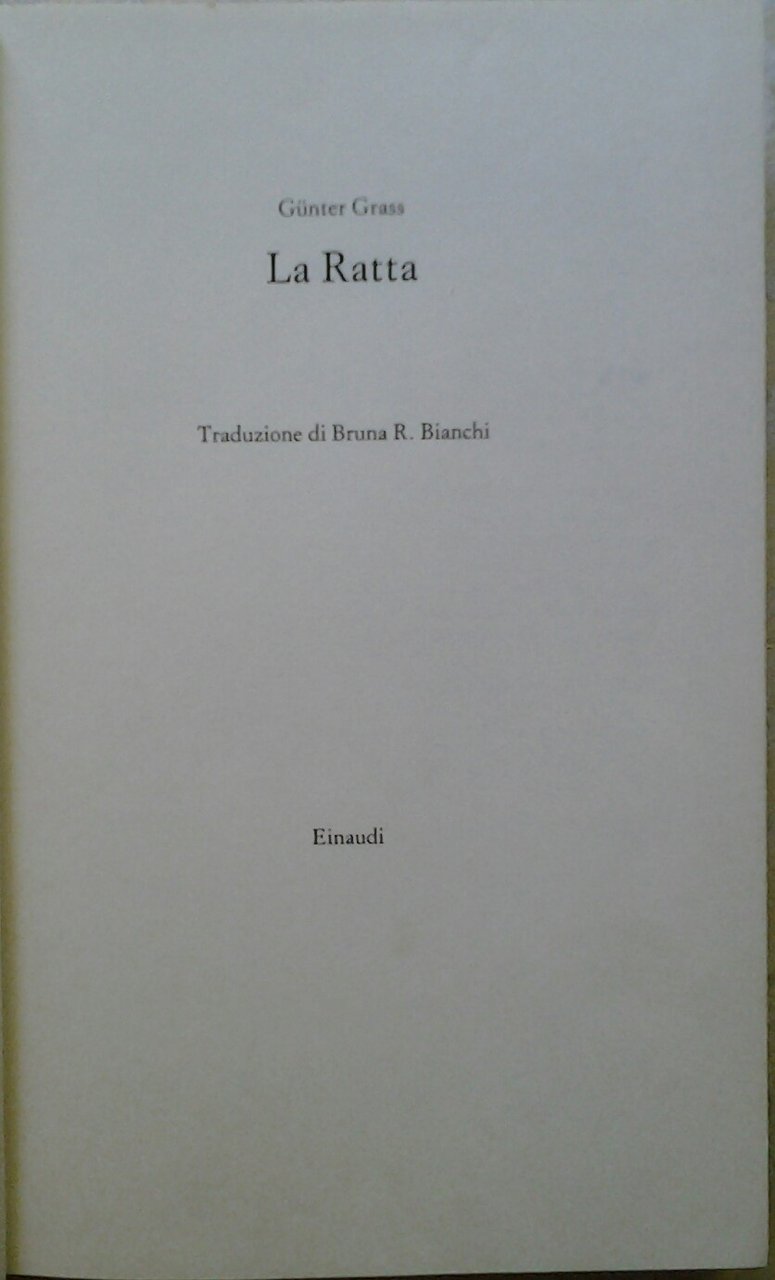 Günter Grass
La Ratta
Traduzione di Bruna R. Bianchi
Einaudi